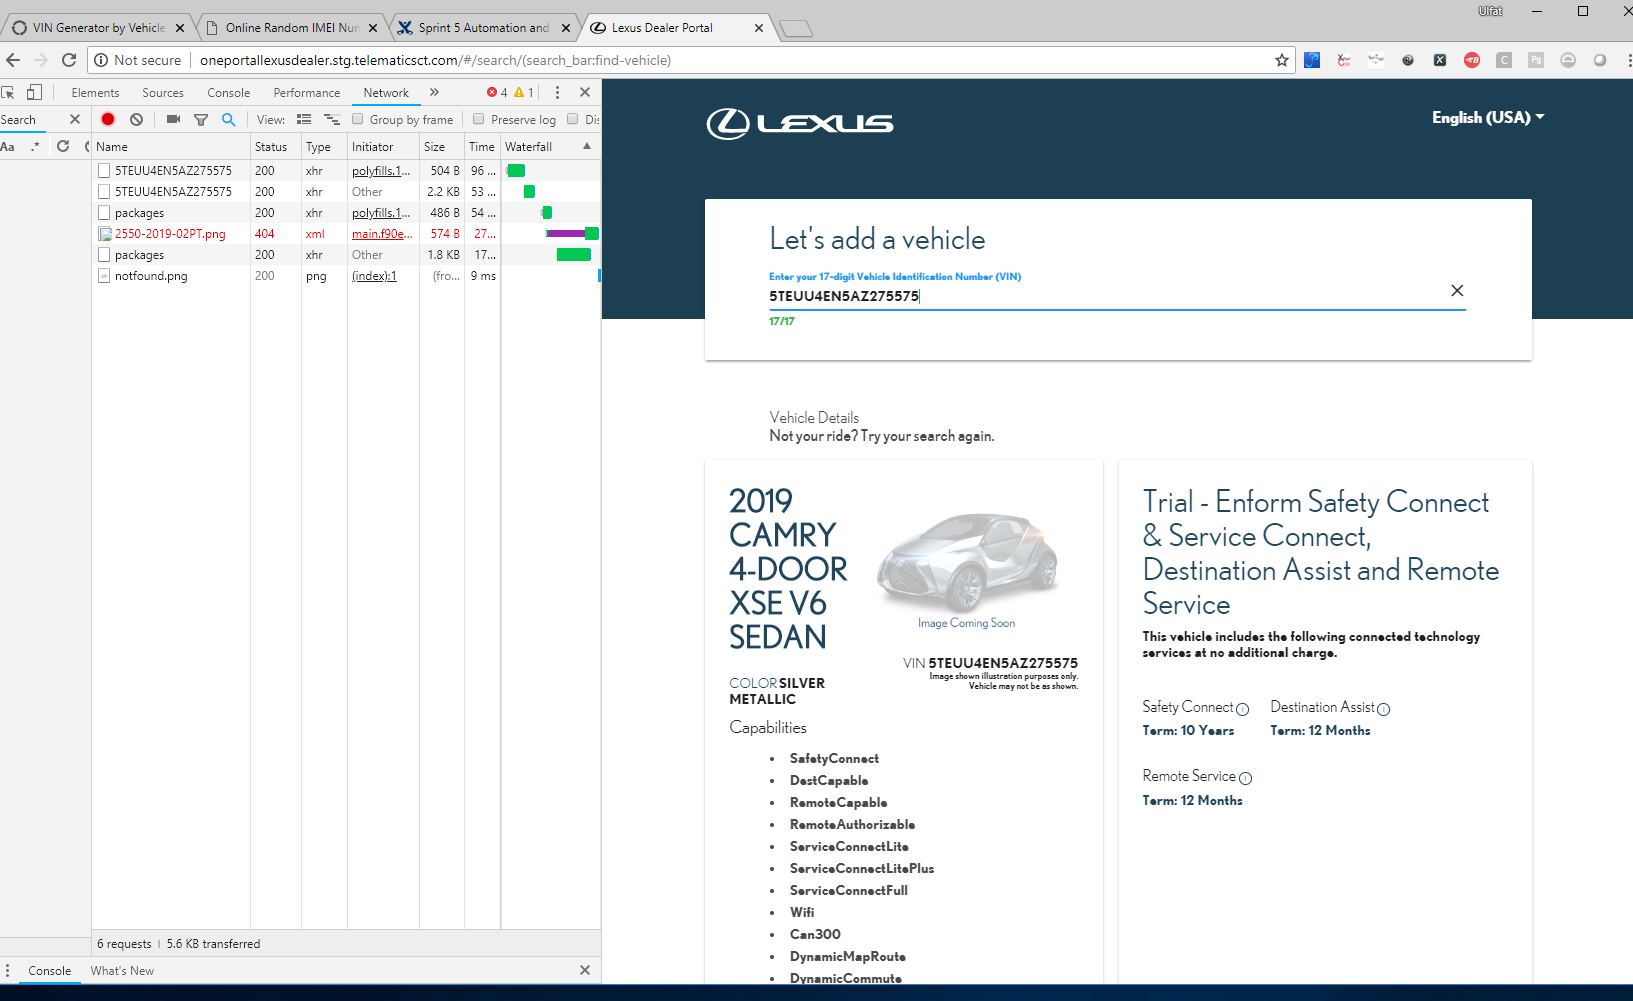 Ulfat
VIN Generator by Vehicle
Online Random IMEI Num
Sprint 5 Automation and
Lexus Dealer Portal
Not secure
oneportallexusdealer.stg.telematicsct.com/#/search/(search_bar:find-vehicle)
Elements Sources Console Performance Network » 4 1
Search
View: Group by frame Preserve log Dis
Aa .*
Name Status Type Initiator Size Time Waterfall
5TEUU4EN5AZ275575 200 xhr polyfills.1... 504 B 96 ...
5TEUU4EN5AZ275575 200 xhr Other 2.2 KB 53 ...
packages 200 xhr polyfills.1... 486 B 54 ...
2550-2019-02PT.png 404 xml main.f90e... 574 B 27...
packages 200 xhr Other 1.8 KB 17...
notfound.png 200 png (index):1 (fro... 9 ms
6 requests | 5.6 KB transferred
Console What's New
LEXUS
English (USA)
Let's add a vehicle
Enter your 17-digit Vehicle Identification Number (VIN)
5TEUU4EN5AZ275575
17/17
Vehicle Details
Not your ride? Try your search again.
2019
CAMRY
4-DOOR
XSE V6
SEDAN
Image Coming Soon
VIN 5TEUU4EN5AZ275575
Image shown illustration purposes only.
Vehicle may not be as shown.
COLOR SILVER
METALLIC
Capabilities
• SafetyConnect
• DestCapable
• RemoteCapable
• RemoteAuthorizable
• ServiceConnectLite
• ServiceConnectLitePlus
• ServiceConnectFull
• Wifi
• Can300
• DynamicMapRoute
• DynamicCommute
Trial - Enform Safety Connect
& Service Connect,
Destination Assist and Remote
Service
This vehicle includes the following connected technology
services at no additional charge.
Safety Connect Destination Assist
Term: 10 Years Term: 12 Months
Remote Service
Term: 12 Months